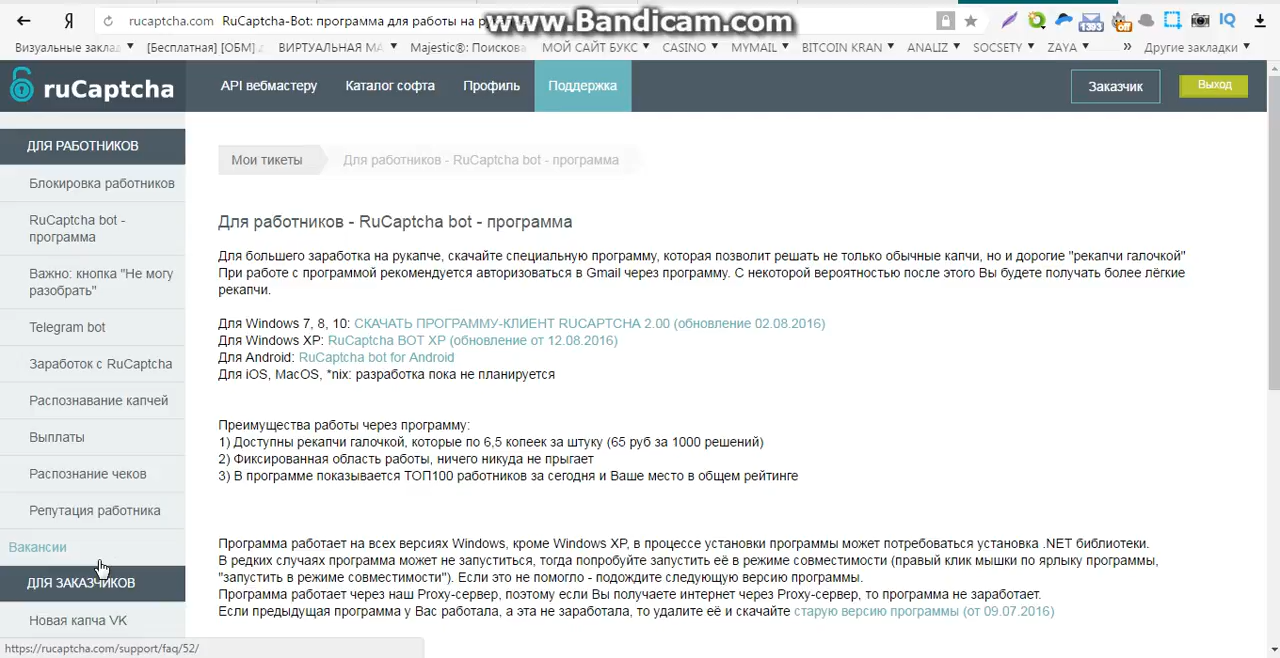 rucaptcha.com RuCaptcha-Bot: программа для работы на р
www.Bandicam.com
1393
off
IQ
Визуальные заклад
[Бесплатная] [ОБМ]
ВИРТУАЛЬНАЯ МА
Majestic®: Поискова
МОЙ САЙТ БУКС
CASINO
MYMAIL
BITCOIN KRAN
ANALIZ
SOCSETY
ZAYA
»
Другие закладки
ruCaptcha
API вебмастеру
Каталог софта
Профиль
Поддержка
Заказчик
Выход
ДЛЯ РАБОТНИКОВ
Блокировка работников
RuCaptcha bot -
программа
Важно: кнопка "Не могу
разобрать"
Telegram bot
Заработок с RuCaptcha
Распознавание капчей
Выплаты
Распознание чеков
Репутация работника
Вакансии
ДЛЯ ЗАКАЗЧИКОВ
Новая капча VK
https://rucaptcha.com/support/faq/52/
Мои тикеты
Для работников - RuCaptcha bot - программа
Для работников - RuCaptcha bot - программа
Для большего заработка на рукапче, скачайте специальную программу, которая позволит решать не только обычные капчи, но и дорогие "рекапчи галочкой"
При работе с программой рекомендуется авторизоваться в Gmail через программу. С некоторой вероятностью после этого Вы будете получать более лёгкие
рекапчи.
Для Windows 7, 8, 10: СКАЧАТЬ ПРОГРАММУ-КЛИЕНТ RUCAPTCHA 2.00 (обновление 02.08.2016)
Для Windows XP: RuCaptcha BOT XP (обновление от 12.08.2016)
Для Android: RuCaptcha bot for Android
Для iOS, MacOS, *nix: разработка пока не планируется
Преимущества работы через программу:
1) Доступны рекапчи галочкой, которые по 6,5 копеек за штуку (65 руб за 1000 решений)
2) Фиксированная область работы, ничего никуда не прыгает
3) В программе показывается ТОП100 работников за сегодня и Ваше место в общем рейтинге
Программа работает на всех версиях Windows, кроме Windows XP, в процессе установки программы может потребоваться установка .NET библиотеки.
В редких случаях программа может не запуститься, тогда попробуйте запустить её в режиме совместимости (правый клик мышки по ярлыку программы,
"запустить в режиме совместимости"). Если это не помогло - подождите следующую версию программы.
Программа работает через наш Proxy-сервер, поэтому если Вы получаете интернет через Proxy-сервер, то программа не заработает.
Если предыдущая программа у Вас работала, а эта не заработала, то удалите её и скачайте старую версию программы (от 09.07.2016)